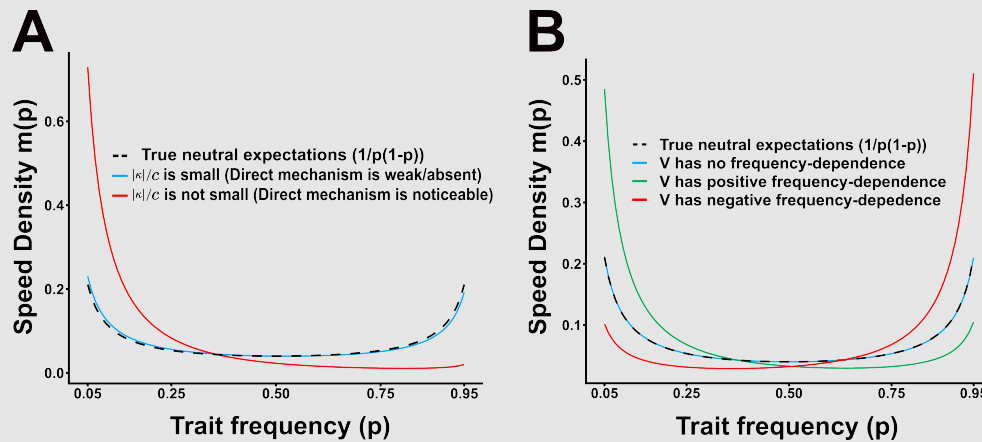 A
Speed Density m(p)
0.6
0.4
0.2
0.0
True neutral expectations (1/p(1-p))
|κ|/c is small (Direct mechanism is weak/absent)
|κ|/c is not small (Direct mechanism is noticeable)
0.05 0.25 0.50 0.75 0.95
Trait frequency (p)
B
Speed Density m(p)
0.5
0.4
0.3
0.2
0.1
True neutral expectations (1/p(1-p))
V has no frequency-dependence
V has positive frequency-dependence
V has negative frequency-depedence
0.05 0.25 0.50 0.75 0.95
Trait frequency (p)